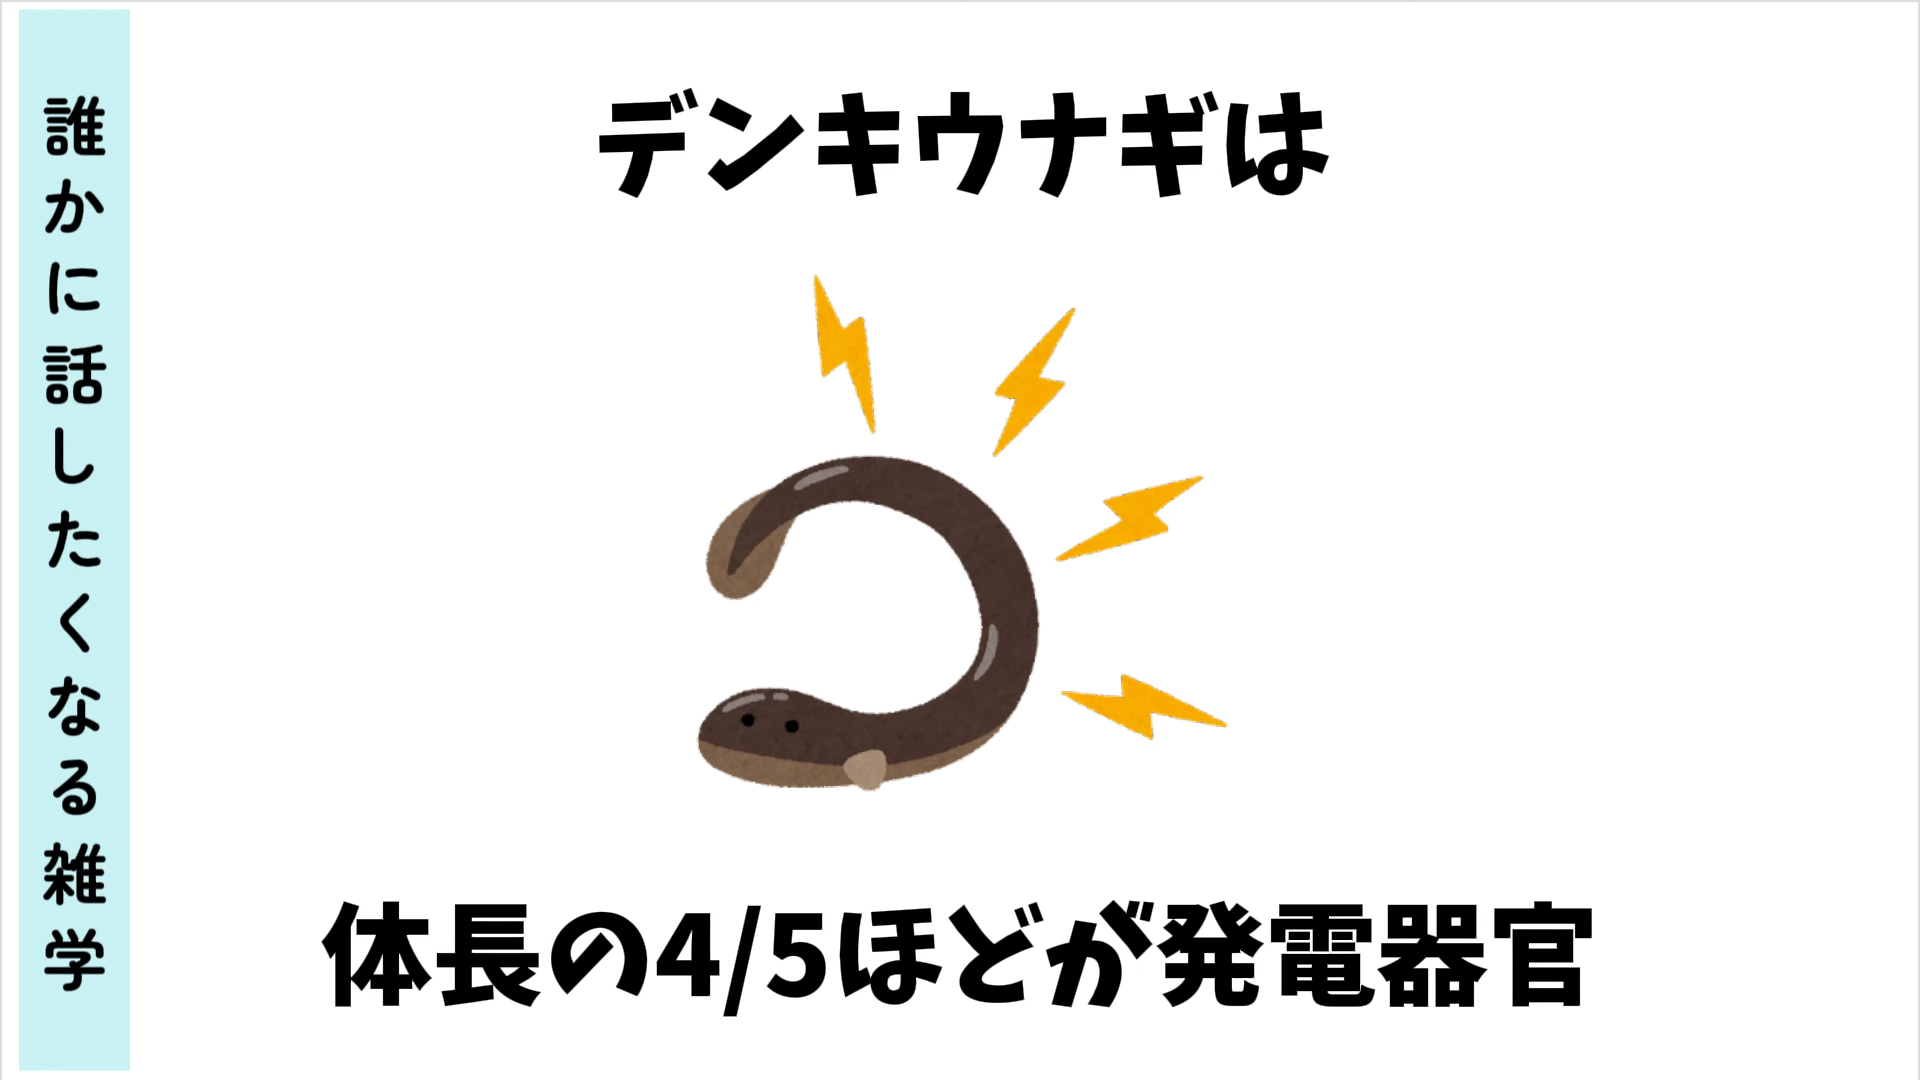 誰かに話したくなる雑学
デンキウナギは
体長の4/5ほどが発電器官